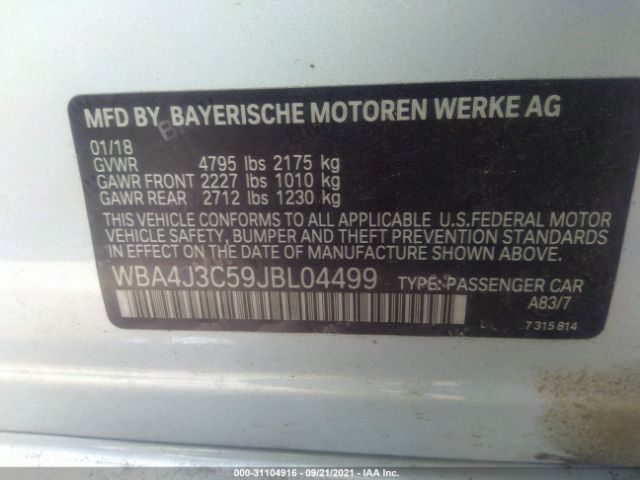 MFD BY BAYERISCHE MOTOREN WERKE AG
01/18
GVWR 4795 lbs 2175 kg
GAWR FRONT 2227 lbs 1010 kg
GAWR REAR 2712 lbs 1230 kg
THIS VEHICLE CONFORMS TO ALL APPLICABLE U.S.FEDERAL MOTOR
VEHICLE SAFETY, BUMPER AND THEFT PREVENTION STANDARDS
IN EFFECT ON THE DATE OF MANUFACTURE SHOWN ABOVE.
WBA4J3C59JBL04499 TYPE: PASSENGER CAR
A83/7
7 315 814
000-31104916 - 09/21/2021 - IAA Inc.